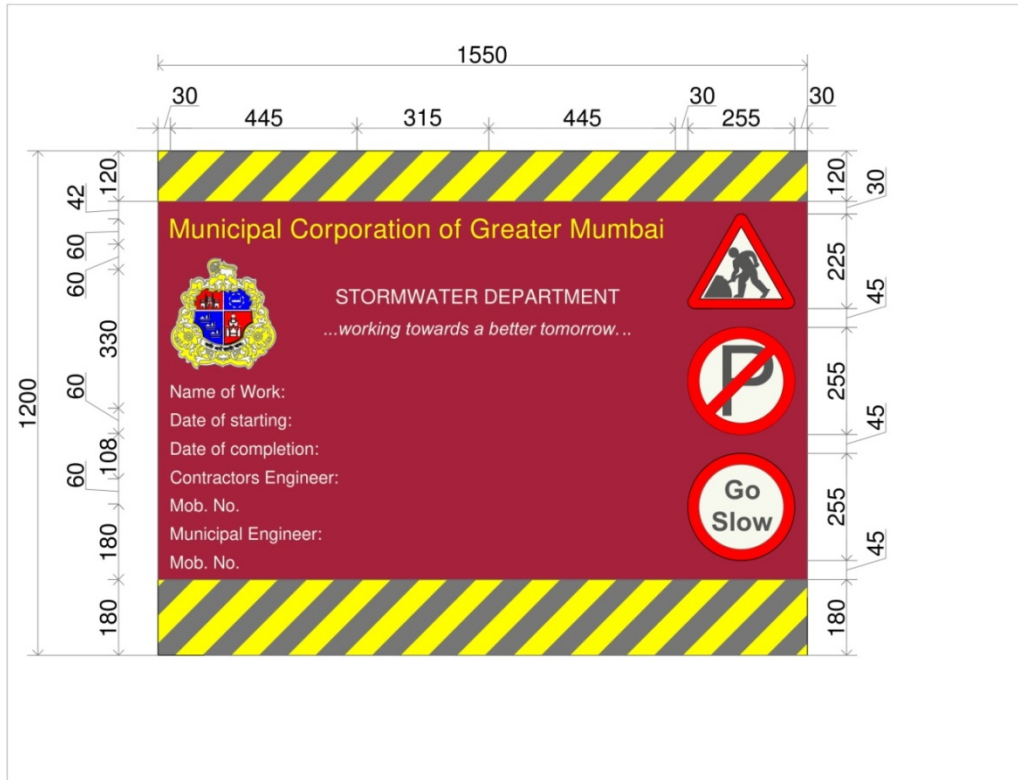 1550
30
30
30
445
315
445
255
120
42
60
60
330
60
108
60
180
180
1200
120
30
225
45
255
45
255
45
180
Municipal Corporation of Greater Mumbai
STORMWATER DEPARTMENT
...working towards a better tomorrow...
Name of Work:
Date of starting:
Date of completion:
Contractors Engineer:
Mob. No.
Municipal Engineer:
Mob. No.
P
Go
Slow